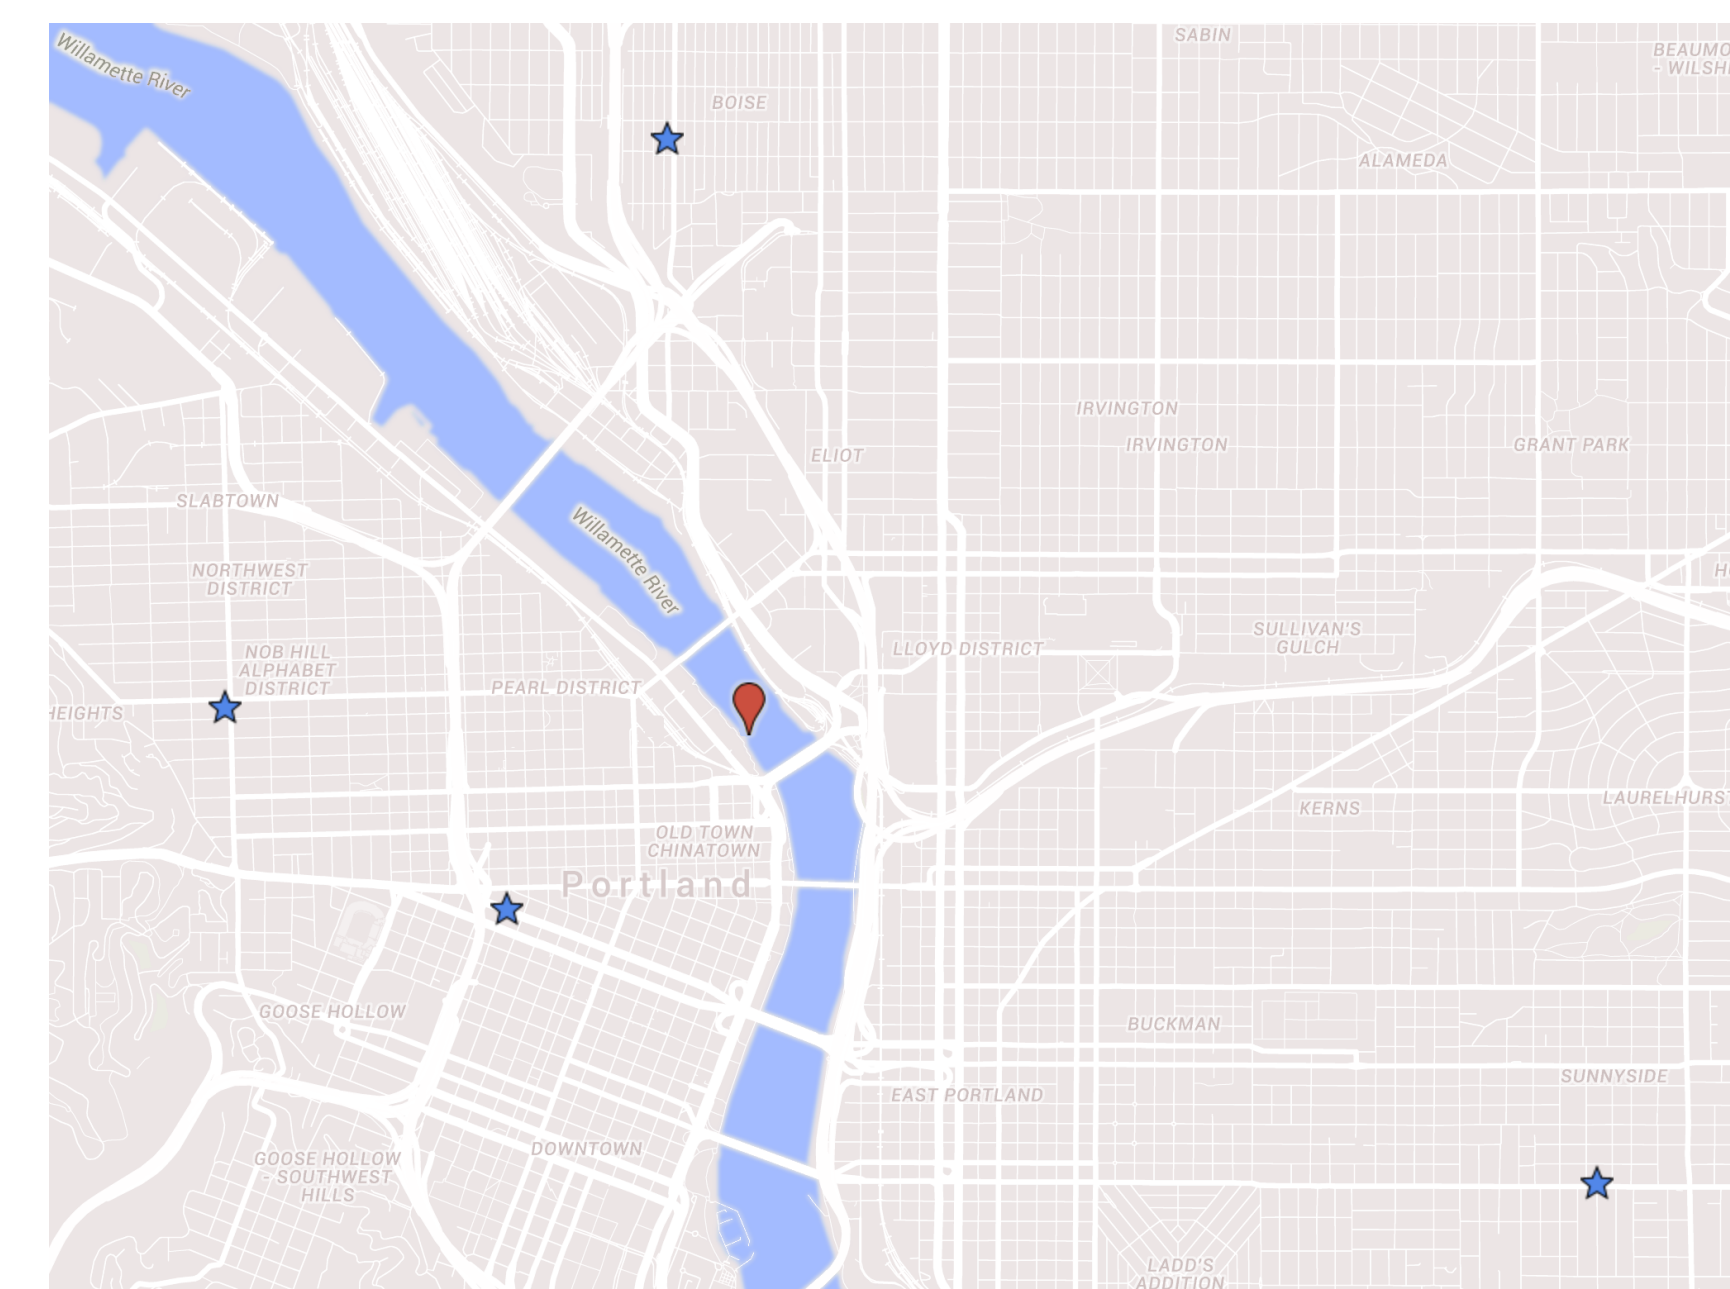 SABIN
Willamette River
BEAUMO
- WILSHI
BOISE
ALAMEDA
IRVINGTON
IRVINGTON
GRANT PARK
ELIOT
SLABTOWN
Willamette River
NORTHWEST
DISTRICT
SULLIVAN'S
GULCH
LLOYD DISTRICT
NOB HILL
ALPHABET
DISTRICT
PEARL DISTRICT
HEIGHTS
LAURELHURST
KERNS
OLD TOWN
CHINATOWN
Portland
GOOSE HOLLOW
BUCKMAN
SUNNYSIDE
EAST PORTLAND
DOWNTOWN
GOOSE HOLLOW
- SOUTHWEST
HILLS
LADD'S
ADDITION